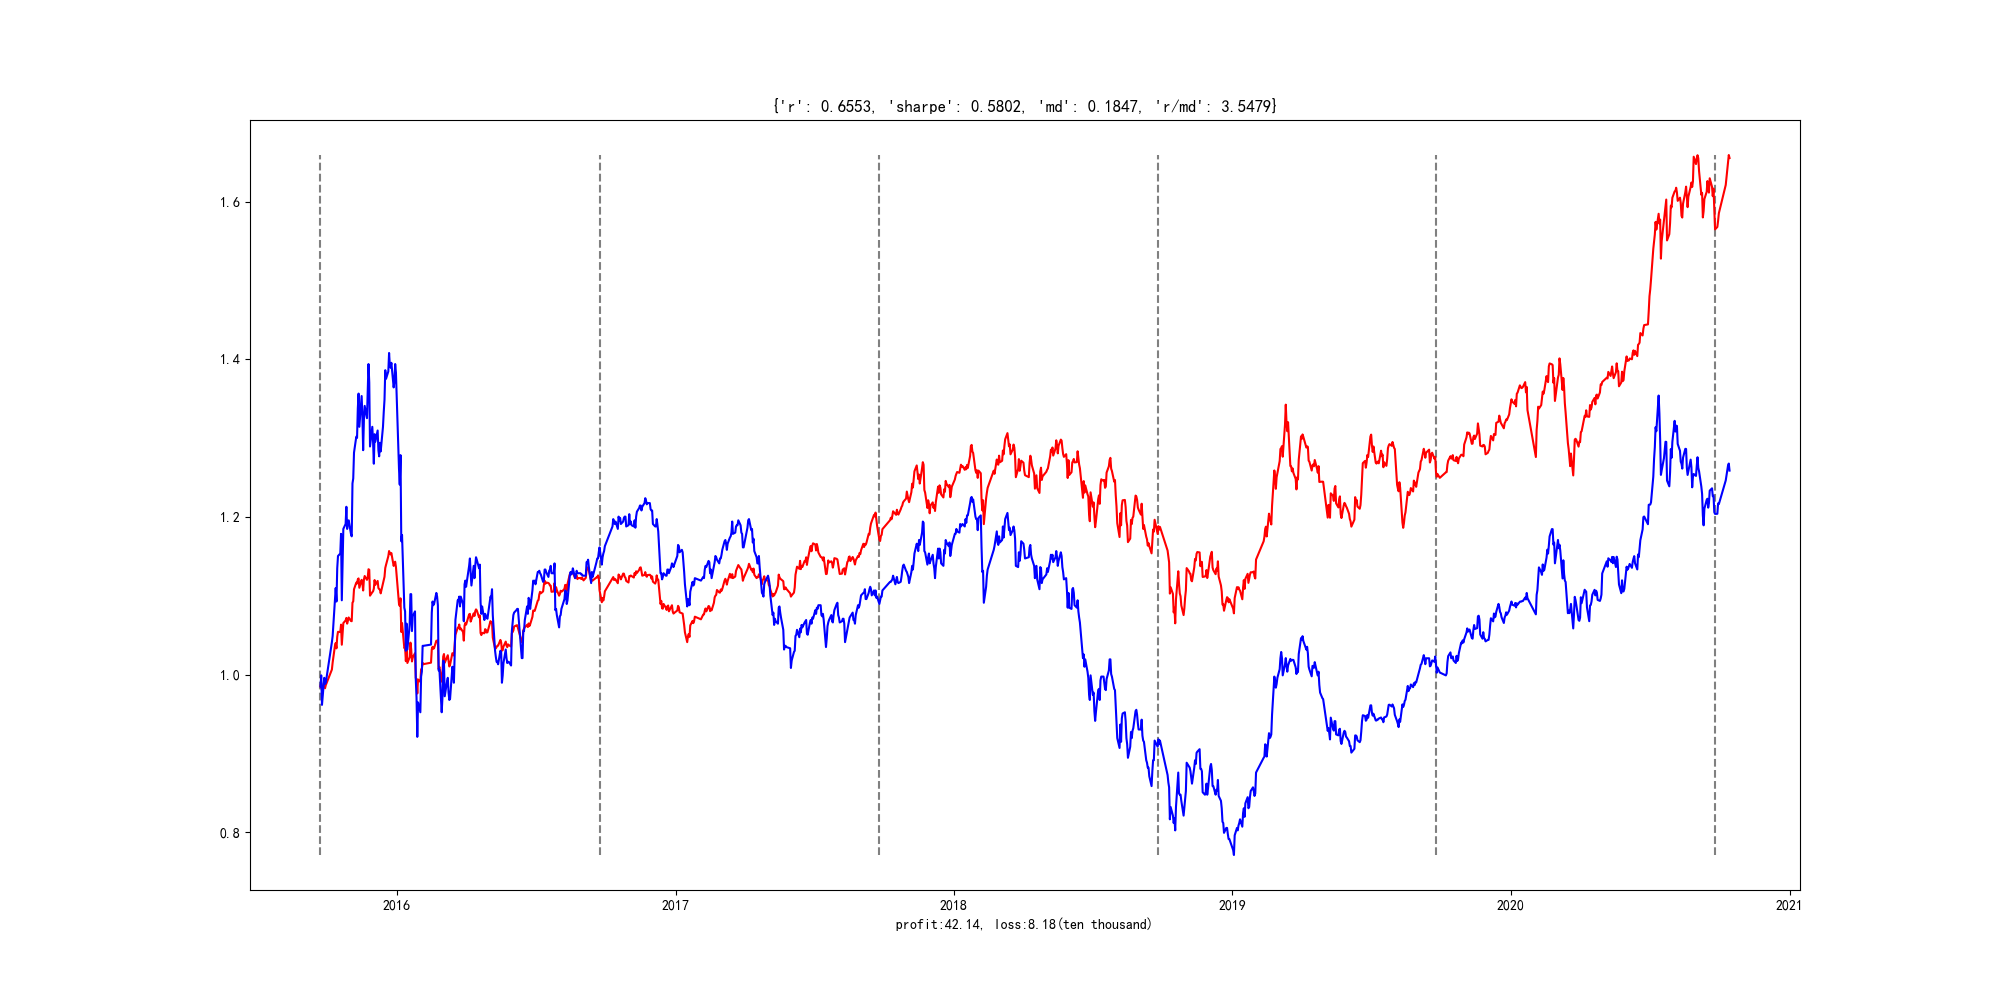 {'r': 0.6553, 'sharpe': 0.5802, 'md': 0.1847, 'r/md': 3.5479}
1.6
1.4
1.2
1.0
0.8
2016 2017 2018 2019 2020 2021
profit:42.14, loss:8.18(ten thousand)